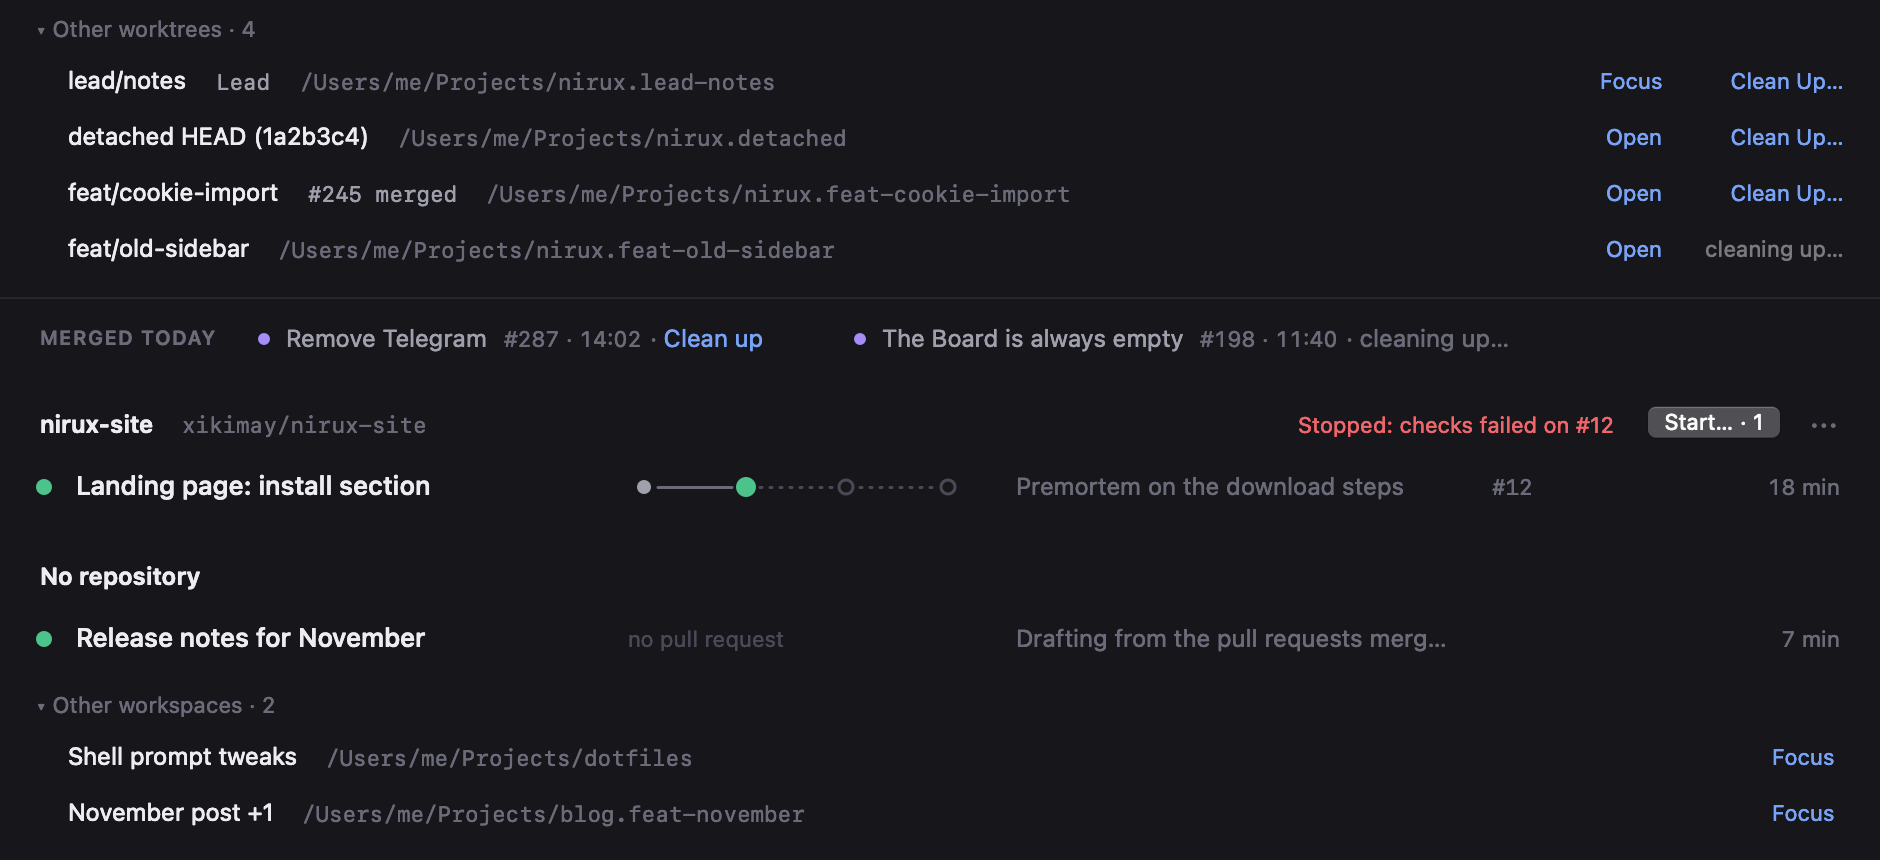 ▾ Other worktrees · 4
lead/notes Lead /Users/me/Projects/nirux.lead-notes Focus Clean Up...
detached HEAD (1a2b3c4) /Users/me/Projects/nirux.detached Open Clean Up...
feat/cookie-import #245 merged /Users/me/Projects/nirux.feat-cookie-import Open Clean Up...
feat/old-sidebar /Users/me/Projects/nirux.feat-old-sidebar Open cleaning up...
MERGED TODAY Remove Telegram #287 · 14:02 · Clean up The Board is always empty #198 · 11:40 · cleaning up...
nirux-site xikimay/nirux-site Stopped: checks failed on #12 Start... · 1 ...
Landing page: install section Premortem on the download steps #12 18 min
No repository
Release notes for November no pull request Drafting from the pull requests merg... 7 min
▾ Other workspaces · 2
Shell prompt tweaks /Users/me/Projects/dotfiles Focus
November post +1 /Users/me/Projects/blog.feat-november Focus